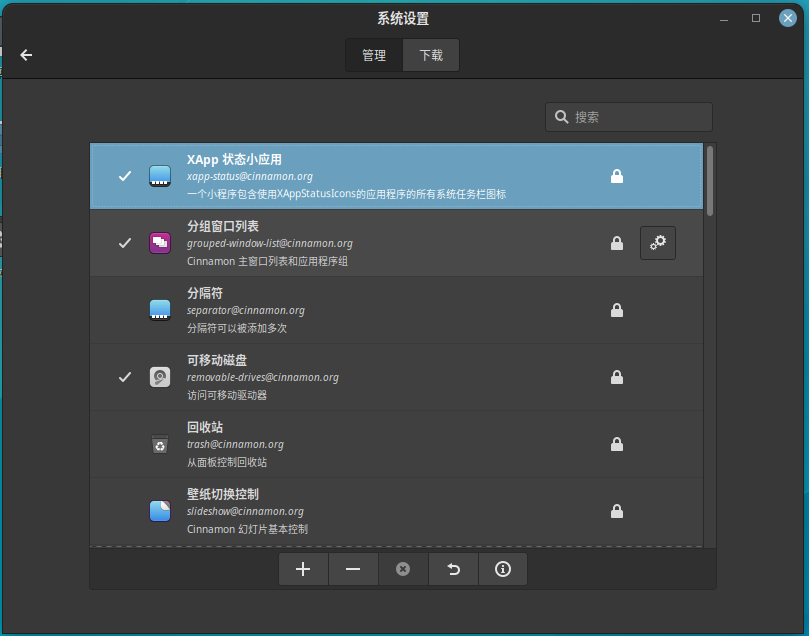 系统设置
管理
下载
搜索
XApp 状态小应用
xapp-status@cinnamon.org
一个小程序包含使用XAppStatusIcons的应用程序的所有系统任务栏图标
分组窗口列表
grouped-window-list@cinnamon.org
Cinnamon 主窗口列表和应用程序组
分隔符
separator@cinnamon.org
分隔符可以被添加多次
可移动磁盘
removable-drives@cinnamon.org
访问可移动驱动器
回收站
trash@cinnamon.org
从面板控制回收站
壁纸切换控制
slideshow@cinnamon.org
Cinnamon 幻灯片基本控制